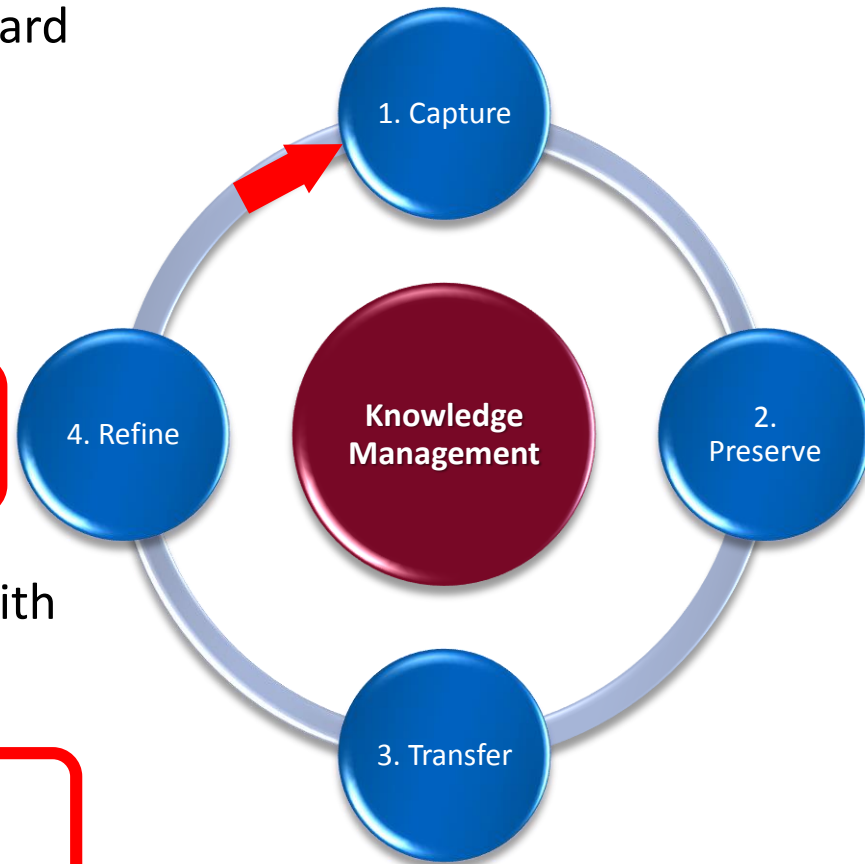 ard
1. Capture
4. Refine
Knowledge
Management
2.
Preserve
ith
3. Transfer